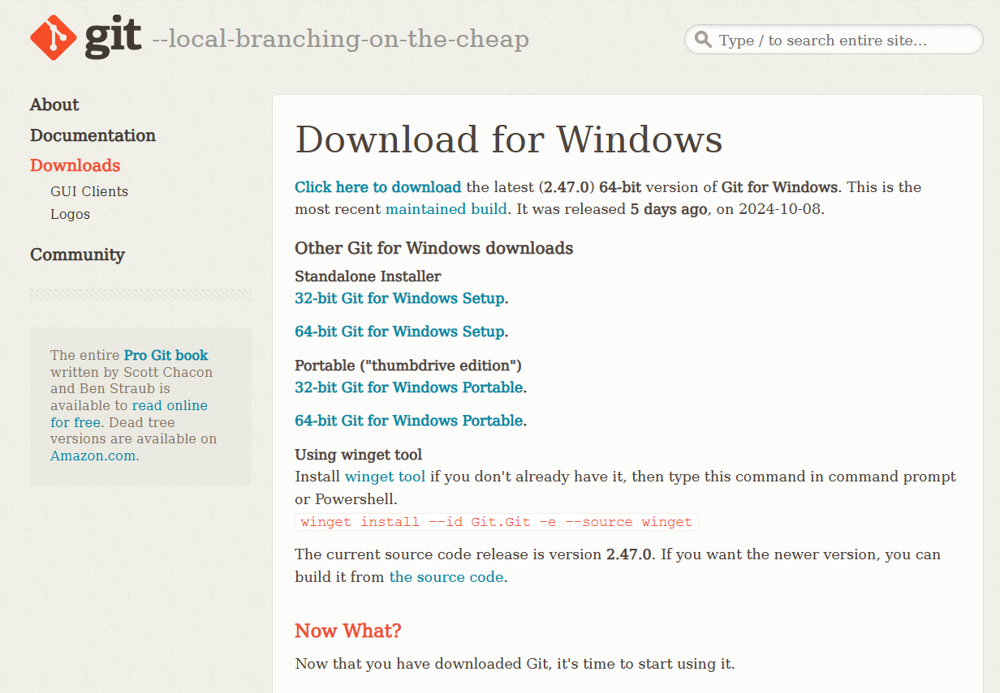 git --local-branching-on-the-cheap
Type / to search entire site...
About
Documentation
Downloads
GUI Clients
Logos
Community
The entire Pro Git book
written by Scott Chacon
and Ben Straub is
available to read online
for free. Dead tree
versions are available on
Amazon.com.
Download for Windows
Click here to download the latest (2.47.0) 64-bit version of Git for Windows. This is the
most recent maintained build. It was released 5 days ago, on 2024-10-08.
Other Git for Windows downloads
Standalone Installer
32-bit Git for Windows Setup.
64-bit Git for Windows Setup.
Portable ("thumbdrive edition")
32-bit Git for Windows Portable.
64-bit Git for Windows Portable.
Using winget tool
Install winget tool if you don't already have it, then type this command in command prompt
or Powershell.
winget install --id Git.Git -e --source winget
The current source code release is version 2.47.0. If you want the newer version, you can
build it from the source code.
Now What?
Now that you have downloaded Git, it's time to start using it.